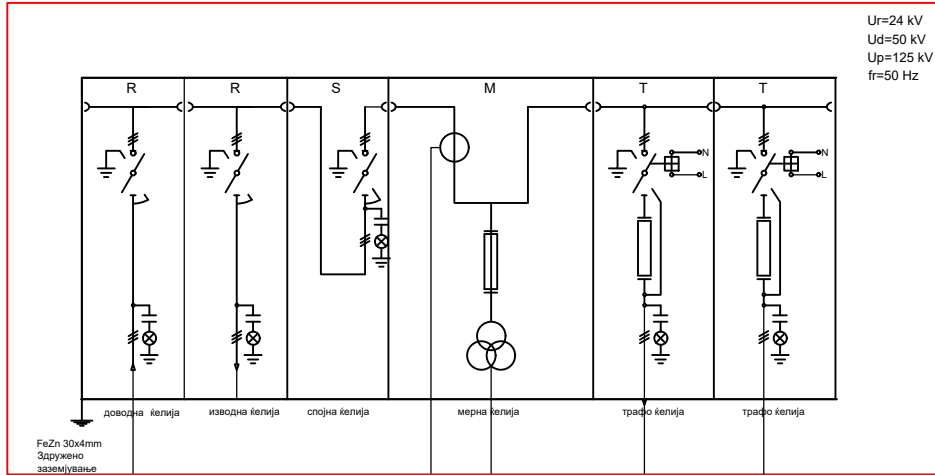 Ur=24 kV
Ud=50 kV
Up=125 kV
fr=50 Hz
R
R
S
M
T
T
N
L
N
L
доводна ќелија
изводна ќелија
спојна ќелија
мерна ќелија
трафо ќелија
трафо ќелија
FeZn 30x4mm
Здружено
заземјување